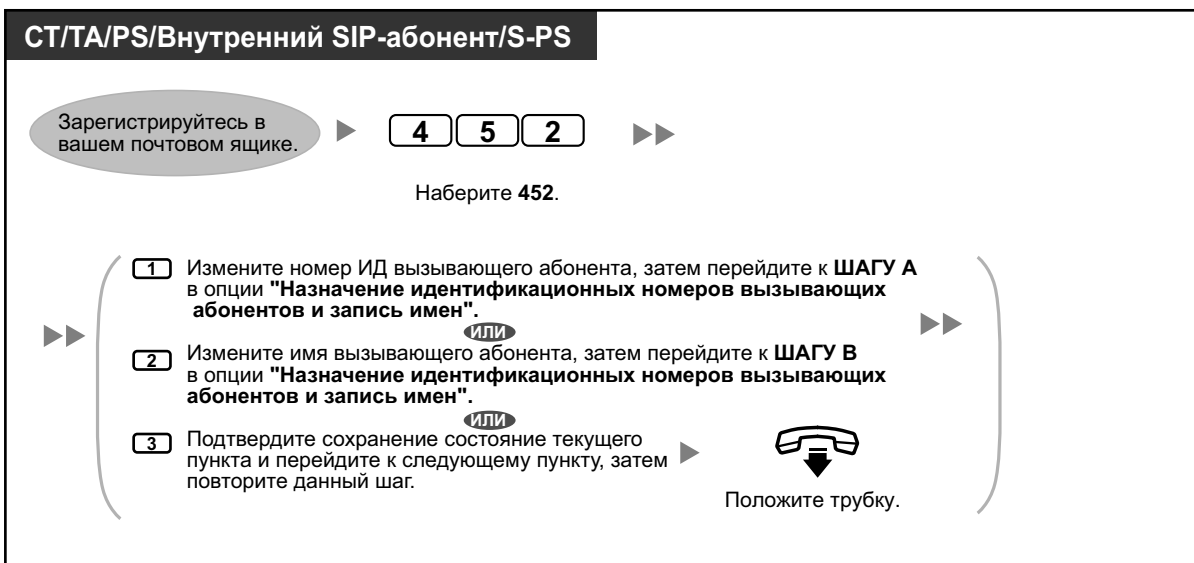 СТ/ТА/PS/Внутренний SIP-абонент/S-PS
Зарегистрируйтесь в
вашем почтовом ящике.
4 5 2
Наберите 452.
1 Измените номер ИД вызывающего абонента, затем перейдите к ШАГУ А
в опции "Назначение идентификационных номеров вызывающих
абонентов и запись имен".
ИЛИ
2 Измените имя вызывающего абонента, затем перейдите к ШАГУ В
в опции "Назначение идентификационных номеров вызывающих
абонентов и запись имен".
ИЛИ
3 Подтвердите сохранение состояние текущего
пункта и перейдите к следующему пункту, затем
повторите данный шаг.
Положите трубку.